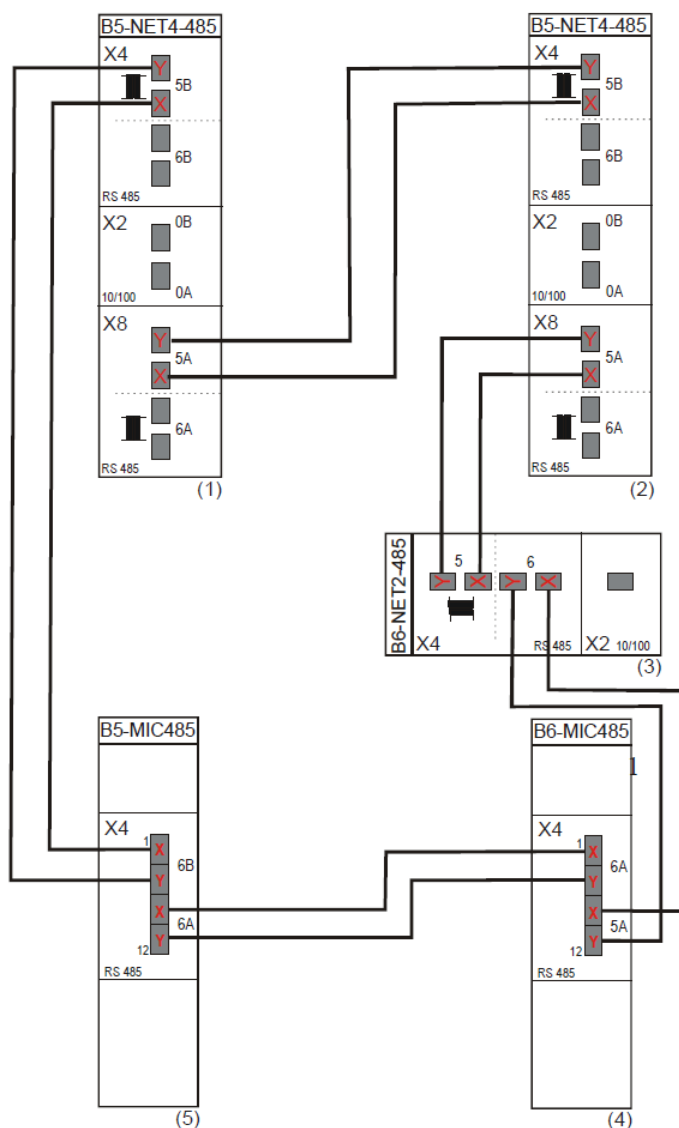 B5-NET4-485
X4
Y
5B
X
6B
RS 485
X2
0B
10/100
0A
X8
Y
5A
X
6A
RS 485
(1)
B5-NET4-485
X4
Y
5B
X
6B
RS 485
X2
0B
10/100
0A
X8
Y
5A
X
6A
RS 485
(2)
B6-NET2-485
5
6
Y X Y X
X4
RS 485
X2 10/100
(3)
B5-MIC485
X4
1
X
6B
Y
X
6A
12
Y
RS 485
(5)
B6-MIC485
1
X4
1
X
6A
Y
X
5A
12
Y
RS 485
(4)